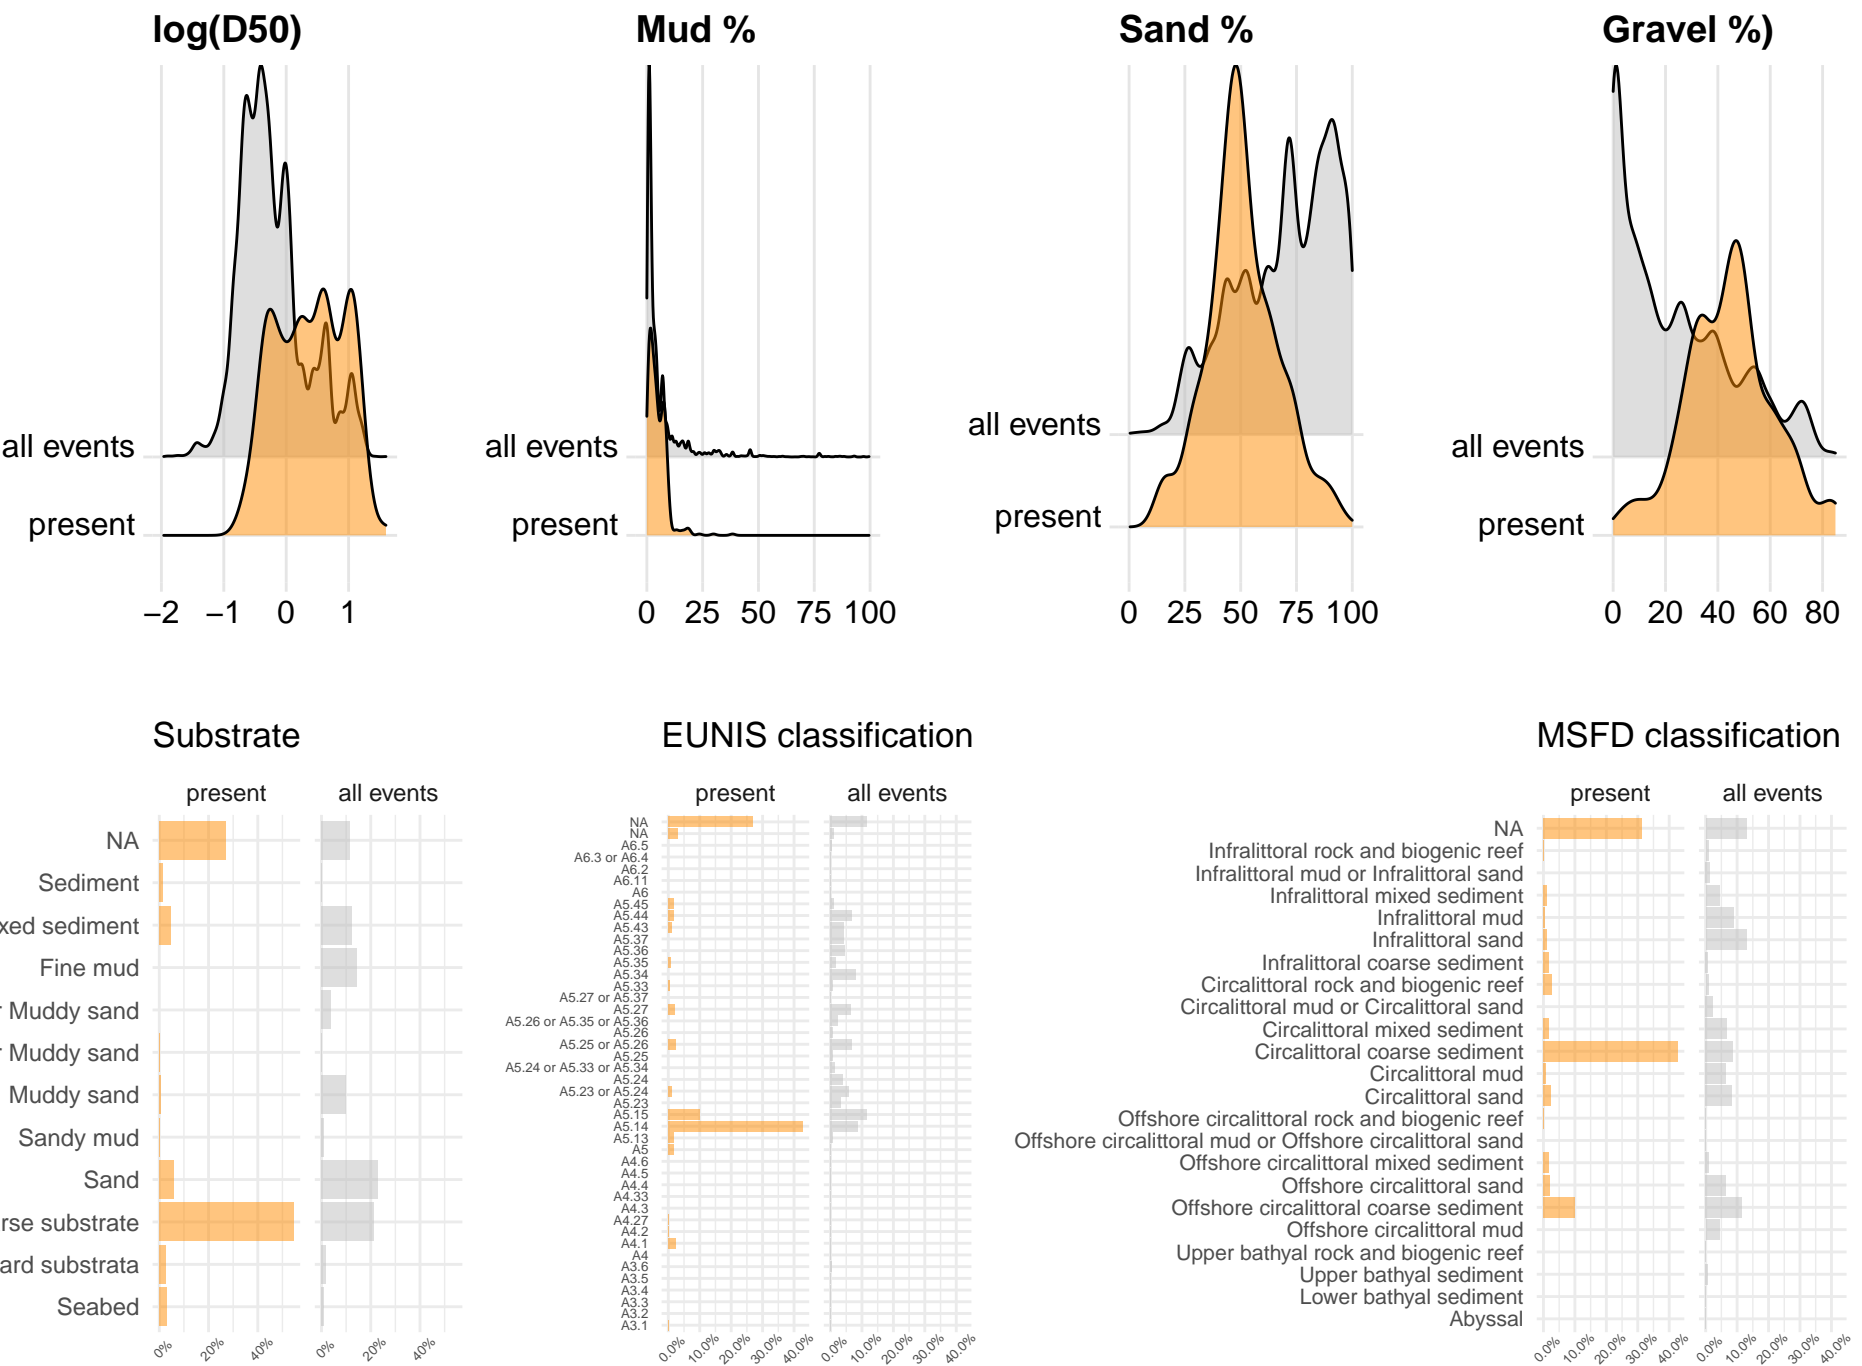 log(D50)
Mud %
Sand %
Gravel %)
all events
present
−2 −1 0 1
all events
present
0 25 50 75 100
all events
present
0 25 50 75 100
all events
present
0 20 40 60 80
Substrate
present all events
NA
Sediment
xed sediment
Fine mud
r Muddy sand
r Muddy sand
Muddy sand
Sandy mud
Sand
rse substrate
ard substrata
Seabed
0% 20% 40% 0% 20% 40%
EUNIS classification
present all events
NA
NA
A6.5
A6.3 or A6.4
A6.2
A6.11
A6
A5.45
A5.44
A5.43
A5.37
A5.36
A5.35
A5.34
A5.33
A5.27 or A5.37
A5.27
A5.26 or A5.35 or A5.36
A5.26
A5.25 or A5.26
A5.25
A5.24 or A5.33 or A5.34
A5.24
A5.23 or A5.24
A5.23
A5.15
A5.14
A5.13
A5
A4.6
A4.5
A4.4
A4.33
A4.3
A4.27
A4.2
A4.1
A4
A3.6
A3.5
A3.4
A3.3
A3.2
A3.1
0.0% 10.0% 20.0% 30.0% 40.0% 0.0% 10.0% 20.0% 30.0% 40.0%
MSFD classification
present all events
NA
Infralittoral rock and biogenic reef
Infralittoral mud or Infralittoral sand
Infralittoral mixed sediment
Infralittoral mud
Infralittoral sand
Infralittoral coarse sediment
Circalittoral rock and biogenic reef
Circalittoral mud or Circalittoral sand
Circalittoral mixed sediment
Circalittoral coarse sediment
Circalittoral mud
Circalittoral sand
Offshore circalittoral rock and biogenic reef
Offshore circalittoral mud or Offshore circalittoral sand
Offshore circalittoral mixed sediment
Offshore circalittoral sand
Offshore circalittoral coarse sediment
Offshore circalittoral mud
Upper bathyal rock and biogenic reef
Upper bathyal sediment
Lower bathyal sediment
Abyssal
0.0% 10.0% 20.0% 30.0% 40.0% 0.0% 10.0% 20.0% 30.0% 40.0%